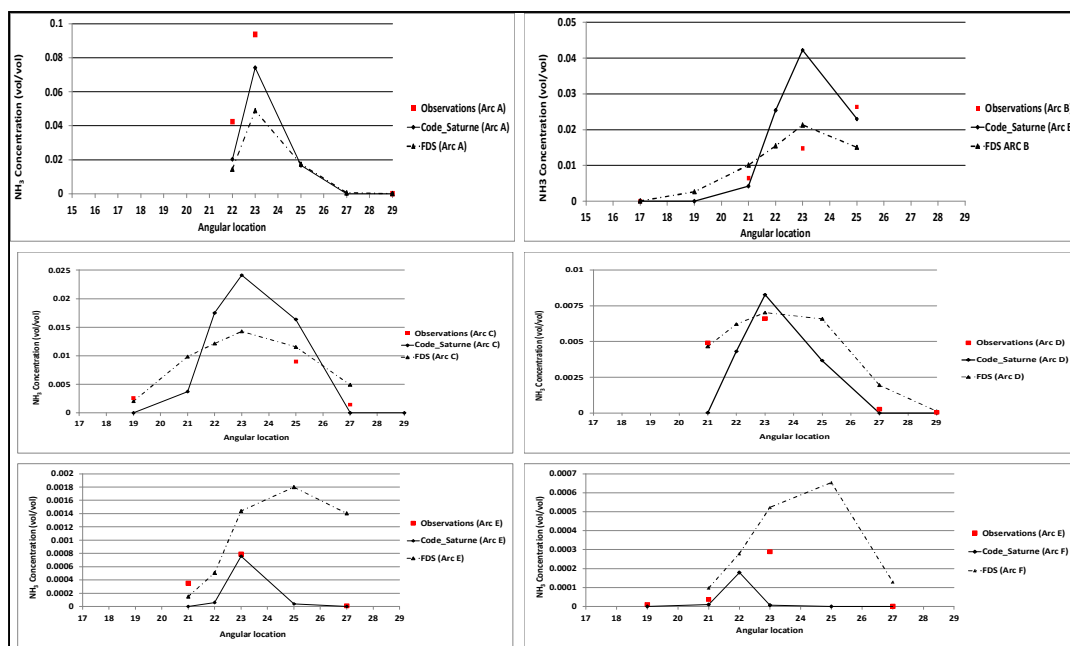 0.1
0.08
0.06
0.04
0.02
0
NH3 Concentration (vol/vol)
15 16 17 18 19 20 21 22 23 24 25 26 27 28 29
Angular location
Observations (Arc A)
Code_Saturne (Arc A)
FDS (Arc A)
0.05
0.04
0.03
0.02
0.01
0
NH3 Concentration (vol/vol)
15 16 17 18 19 20 21 22 23 24 25 26 27 28 29
Angular location
Observations (Arc B)
Code_Saturne (Arc B
FDS ARC B
0.025
0.02
0.015
0.01
0.005
0
NH3 Concentration (vol/vol)
17 18 19 20 21 22 23 24 25 26 27 28 29
Angular location
Observations (Arc C)
Code_Saturne (Arc C)
FDS (Arc C)
0.01
0.0075
0.005
0.0025
0
NH3 Concentration (vol/vol)
17 18 19 20 21 22 23 24 25 26 27 28 29
Angular location
Observations (Arc D)
Code_Saturne (Arc D)
FDS (Arc D)
0.002
0.0018
0.0016
0.0014
0.0012
0.001
0.0008
0.0006
0.0004
0.0002
0
NH3 Concentration (vol/vol)
17 18 19 20 21 22 23 24 25 26 27 28 29
Angular location
Observations (Arc E)
Code_Saturne (Arc E)
FDS (Arc E)
0.0007
0.0006
0.0005
0.0004
0.0003
0.0002
0.0001
0
NH3 Concentration (vol/vol)
17 18 19 20 21 22 23 24 25 26 27 28 29
Angular location
Observations (Arc E)
Code_Saturne (Arc F)
FDS (Arc F)